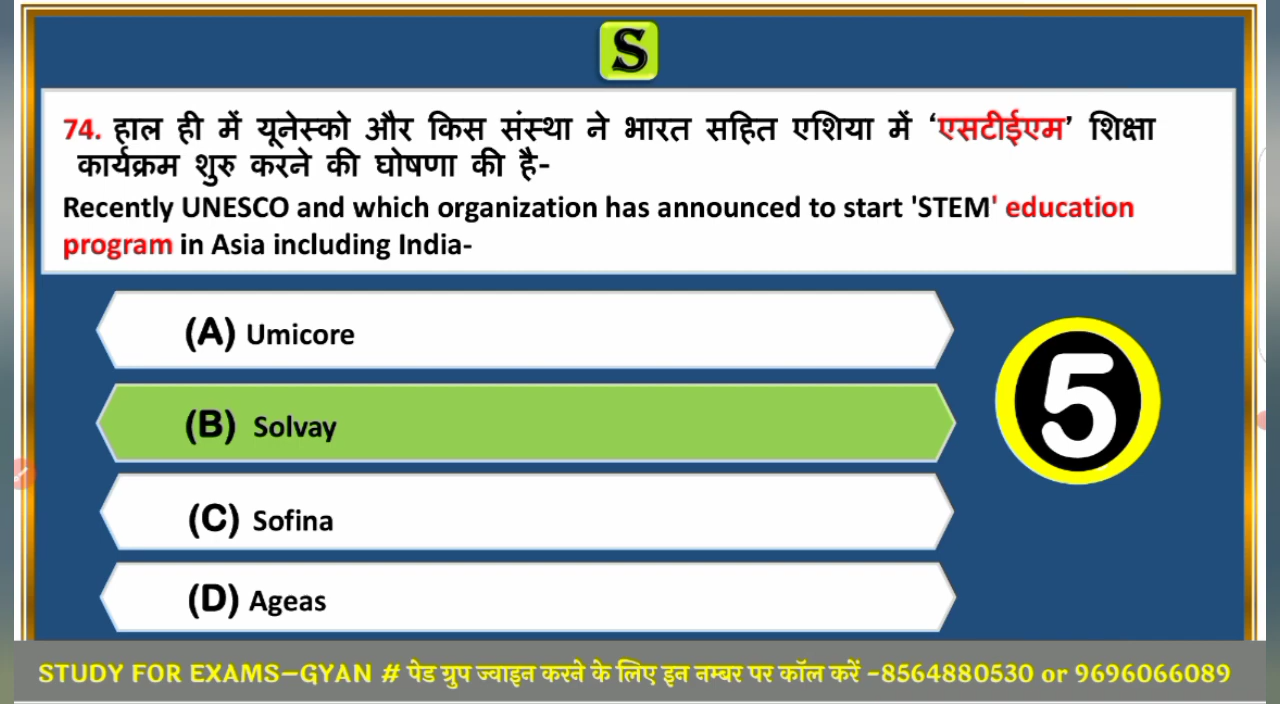 S
74. हाल ही में यूनेस्को और किस संस्था ने भारत सहित एशिया में ‘एसटीईएम’ शिक्षा
कार्यक्रम शुरु करने की घोषणा की है-
Recently UNESCO and which organization has announced to start 'STEM' education
program in Asia including India-
(A) Umicore
(B) Solvay
5
(C) Sofina
(D) Ageas
STUDY FOR EXAMS-GYAN # पेड ग्रुप ज्वाइन करने के लिए इन नम्बर पर कॉल करें -8564880530 or 9696066089